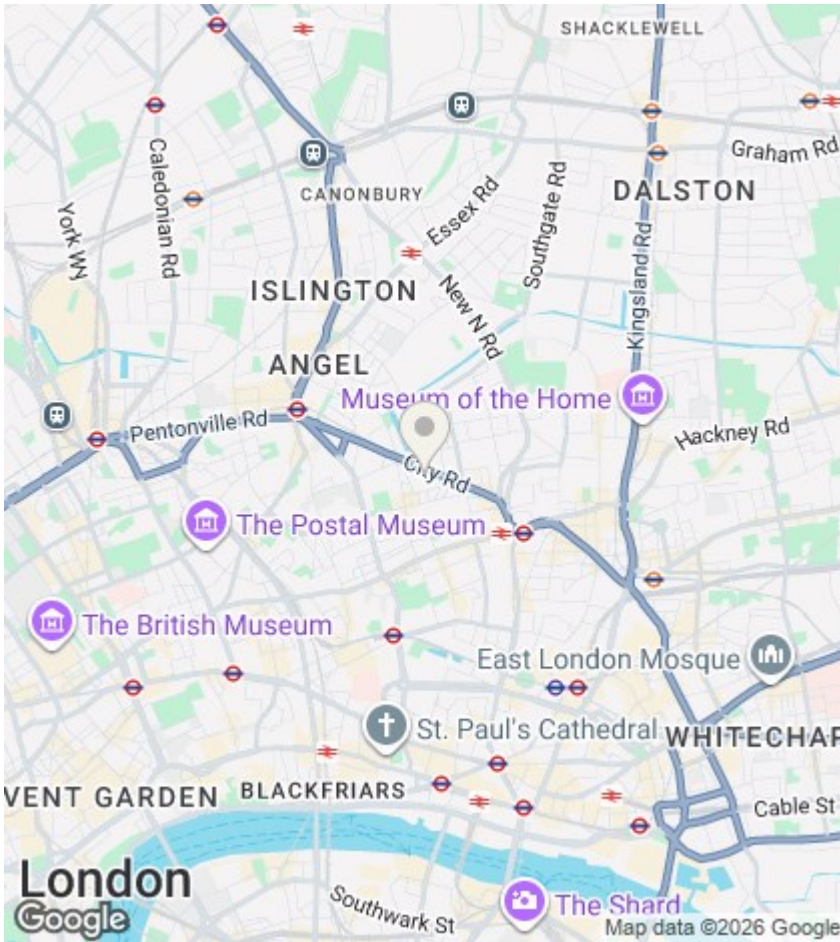 SHACKLEWELL
Caledonian Rd
Graham Rd
CANONBURY
Essex Rd
Southgate Rd
DALSTON
York WY
ISLINGTON
New N Rd
Kingsland Rd
ANGEL
Museum of the Home
Pentonville Rd
Hackney Rd
City Rd
The Postal Museum
The British Museum
East London Mosque
St. Paul's Cathedral
WHITECHAP
VENT GARDEN
BLACKFRIARS
Cable St
London
Southwark St
The Shard
Google
Map data ©2026 Google